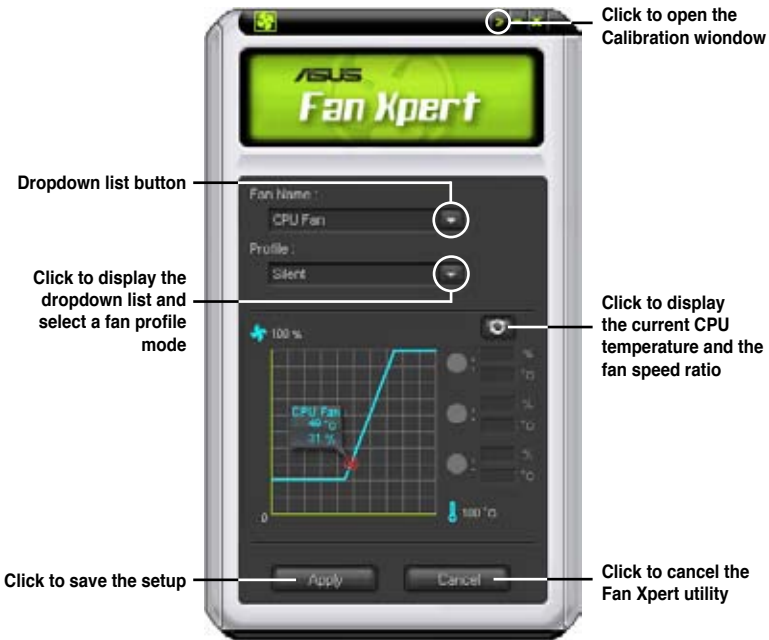 Click to open the
Calibration wiondow
ASUS
Fan Xpert
Dropdown list button
Fan Name :
CPU Fan
Profile :
Silent
Click to display the
dropdown list and
select a fan profile
mode
Click to display
the current CPU
temperature and the
fan speed ratio
100 %
%
°C
%
°C
%
°C
CPU Fan
49 °C
31 %
0
100 °C
Click to save the setup
Apply
Cancel
Click to cancel the
Fan Xpert utility